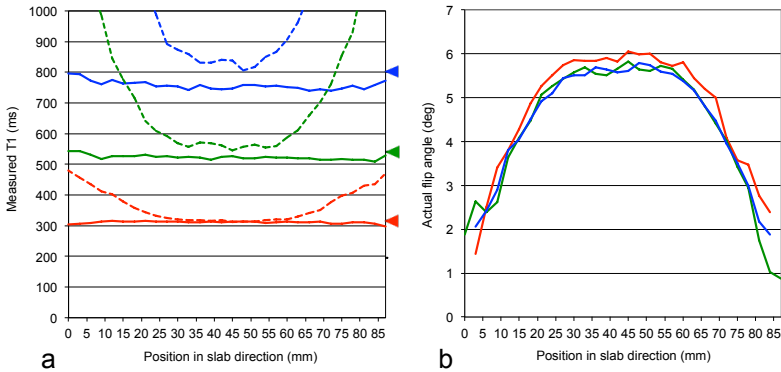 1000
900
800
700
600
500
400
300
200
100
0
Measured T1 (ms)
0 5 10 15 20 25 30 35 40 45 50 55 60 65 70 75 80 85
Position in slab direction (mm)
a
7
6
5
4
3
2
1
0
Actual flip angle (deg)
0 5 10 15 20 25 30 35 40 45 50 55 60 65 70 75 80 85
Position in slab direction (mm)
b